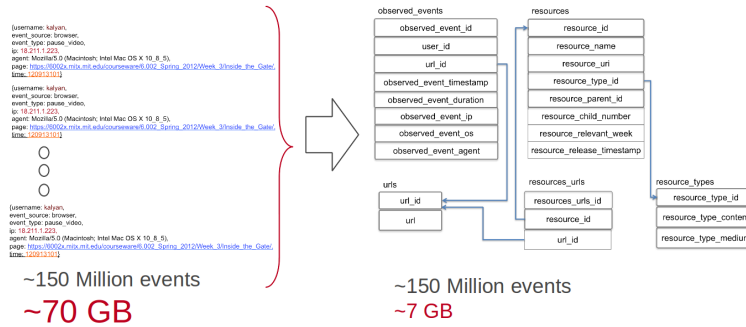 {username: kalyan,
event_source: browser,
event_type: pause_video,
ip: 18.211.1.223,
agent: Mozilla/5.0 (Macintosh; Intel Mac OS X 10_8_5),
page: https://6002x.mitx.mit.edu/courseware/6.002_Spring_2012/Week_3/Inside_the_Gate/,
time: 120913101}
{username: kalyan,
event_source: browser,
event_type: pause_video,
ip: 18.211.1.223,
agent: Mozilla/5.0 (Macintosh; Intel Mac OS X 10_8_5),
page: https://6002x.mitx.mit.edu/courseware/6.002_Spring_2012/Week_3/Inside_the_Gate/,
time: 120913101}
{username: kalyan,
event_source: browser,
event_type: pause_video,
ip: 18.211.1.223,
agent: Mozilla/5.0 (Macintosh; Intel Mac OS X 10_8_5),
page: https://6002x.mitx.mit.edu/courseware/6.002_Spring_2012/Week_3/Inside_the_Gate/,
time: 120913101}
~150 Million events
~70 GB
observed_events
observed_event_id
user_id
url_id
observed_event_timestamp
observed_event_duration
observed_event_ip
observed_event_os
observed_event_agent
resources
resource_id
resource_name
resource_uri
resource_type_id
resource_parent_id
resource_child_number
resource_relevant_week
resource_release_timestamp
urls
url_id
url
resources_urls
resources_urls_id
resource_id
url_id
resource_types
resource_type_id
resource_type_conten
resource_type_medium
~150 Million events
~7 GB